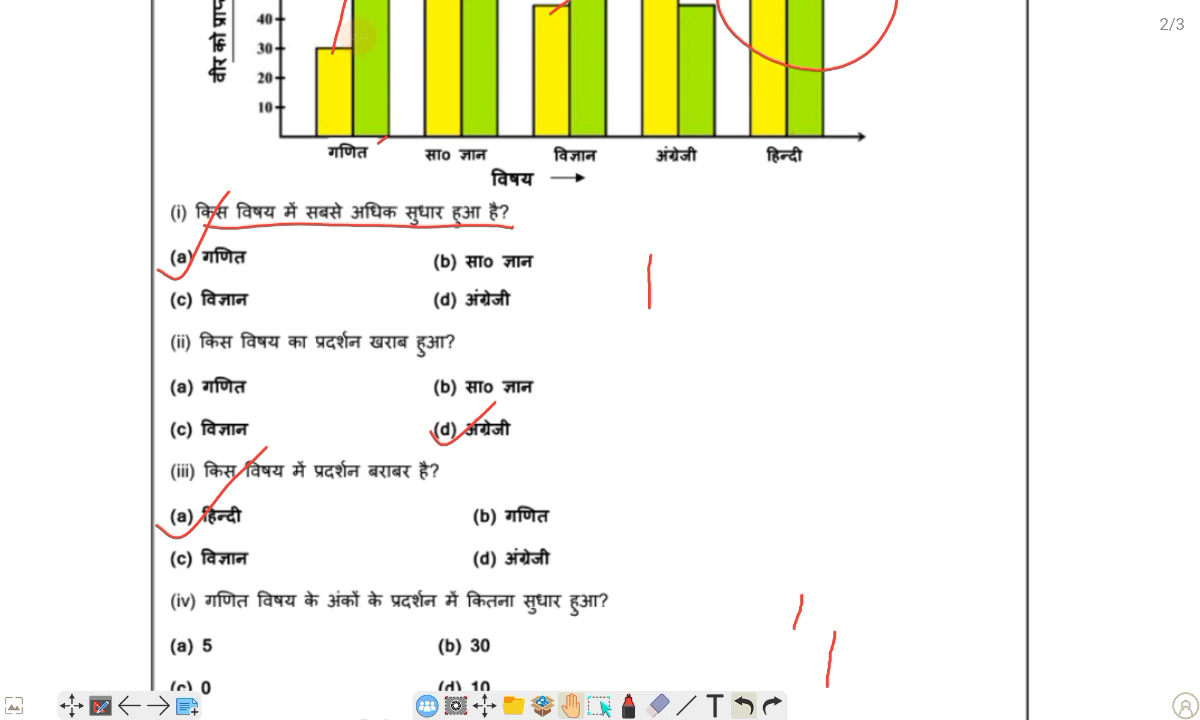 2/3
वीर को प्राप्
40
30
20
10
गणित सा० ज्ञान विज्ञान अंग्रेजी हिन्दी
विषय
(i) किस विषय में सबसे अधिक सुधार हुआ है?
(a) गणित (b) सा० ज्ञान
(c) विज्ञान (d) अंग्रेजी
(ii) किस विषय का प्रदर्शन खराब हुआ?
(a) गणित (b) सा० ज्ञान
(c) विज्ञान (d) अंग्रेजी
(iii) किस विषय में प्रदर्शन बराबर है?
(a) हिन्दी (b) गणित
(c) विज्ञान (d) अंग्रेजी
(iv) गणित विषय के अंकों के प्रदर्शन में कितना सुधार हुआ?
(a) 5 (b) 30
(c) 0 (d) 10